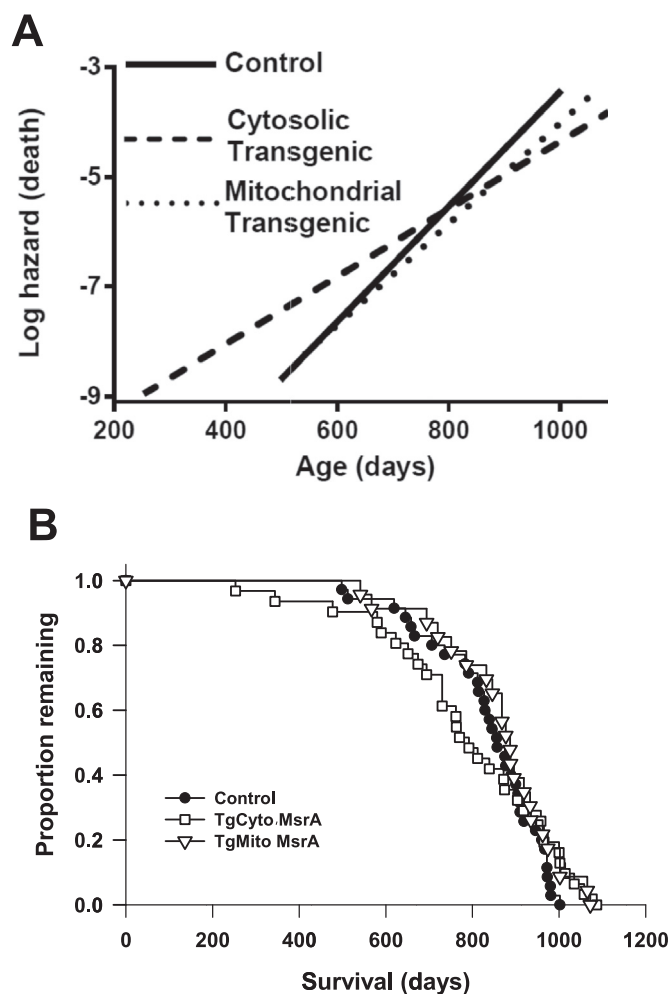 A
Log hazard (death)
-3
-5
-7
-9
Control
Cytosolic
Transgenic
Mitochondrial
Transgenic
200
400
600
800
1000
Age (days)
B
Proportion remaining
1.0
0.8
0.6
0.4
0.2
0.0
Control
TgCyto MsrA
TgMito MsrA
0
200
400
600
800
1000
1200
Survival (days)